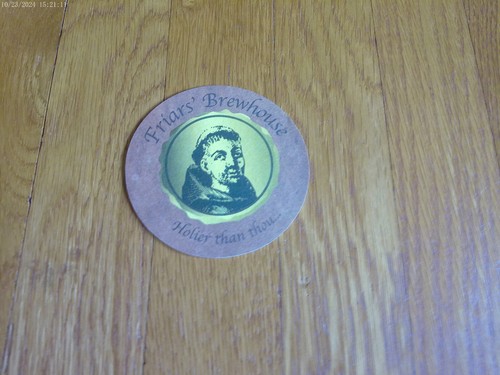 10/23/2024 15:21:11
Friars' Brewhouse
Holier than thou...